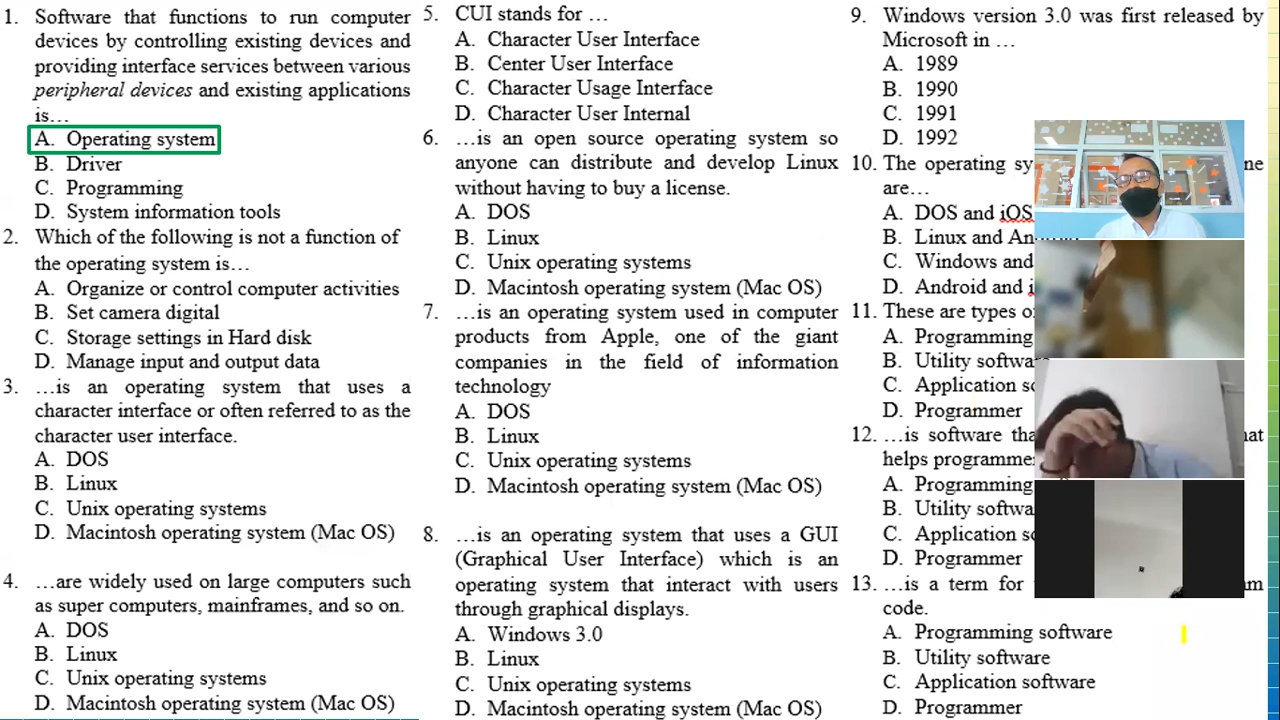 1. Software that functions to run computer
devices by controlling existing devices and
providing interface services between various
peripheral devices and existing applications
is…
A. Operating system
B. Driver
C. Programming
D. System information tools
2. Which of the following is not a function of
the operating system is…
A. Organize or control computer activities
B. Set camera digital
C. Storage settings in Hard disk
D. Manage input and output data
3. …is an operating system that uses a
character interface or often referred to as the
character user interface.
A. DOS
B. Linux
C. Unix operating systems
D. Macintosh operating system (Mac OS)
4. …are widely used on large computers such
as super computers, mainframes, and so on.
A. DOS
B. Linux
C. Unix operating systems
D. Macintosh operating system (Mac OS)
5. CUI stands for …
A. Character User Interface
B. Center User Interface
C. Character Usage Interface
D. Character User Internal
6. …is an open source operating system so
anyone can distribute and develop Linux
without having to buy a license.
A. DOS
B. Linux
C. Unix operating systems
D. Macintosh operating system (Mac OS)
7. …is an operating system used in computer
products from Apple, one of the giant
companies in the field of information
technology
A. DOS
B. Linux
C. Unix operating systems
D. Macintosh operating system (Mac OS)
8. …is an operating system that uses a GUI
(Graphical User Interface) which is an
operating system that interact with users
through graphical displays.
A. Windows 3.0
B. Linux
C. Unix operating systems
D. Macintosh operating system (Mac OS)
9. Windows version 3.0 was first released by
Microsoft in …
A. 1989
B. 1990
C. 1991
D. 1992
10. The operating
are…
A. DOS and iOS
B. Linux and
C. Windows and
D. Android and
11. These are types
A. Programming
B. Utility
C. Application
D. Programmer
12. …is software
helps
A. Programming
B. Utility
C. Application
D. Programmer
13. …is a term for
code.
A. Programming software
B. Utility software
C. Application software
D. Programmer